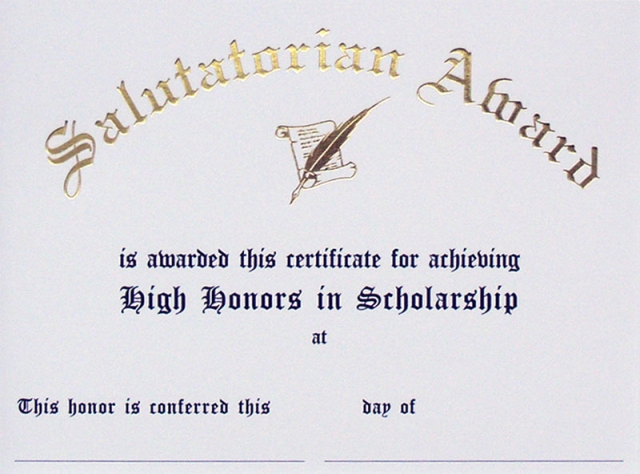 Salutatorian Award
is awarded this certificate for achieving
High Honors in Scholarship
at
This honor is conferred this day of